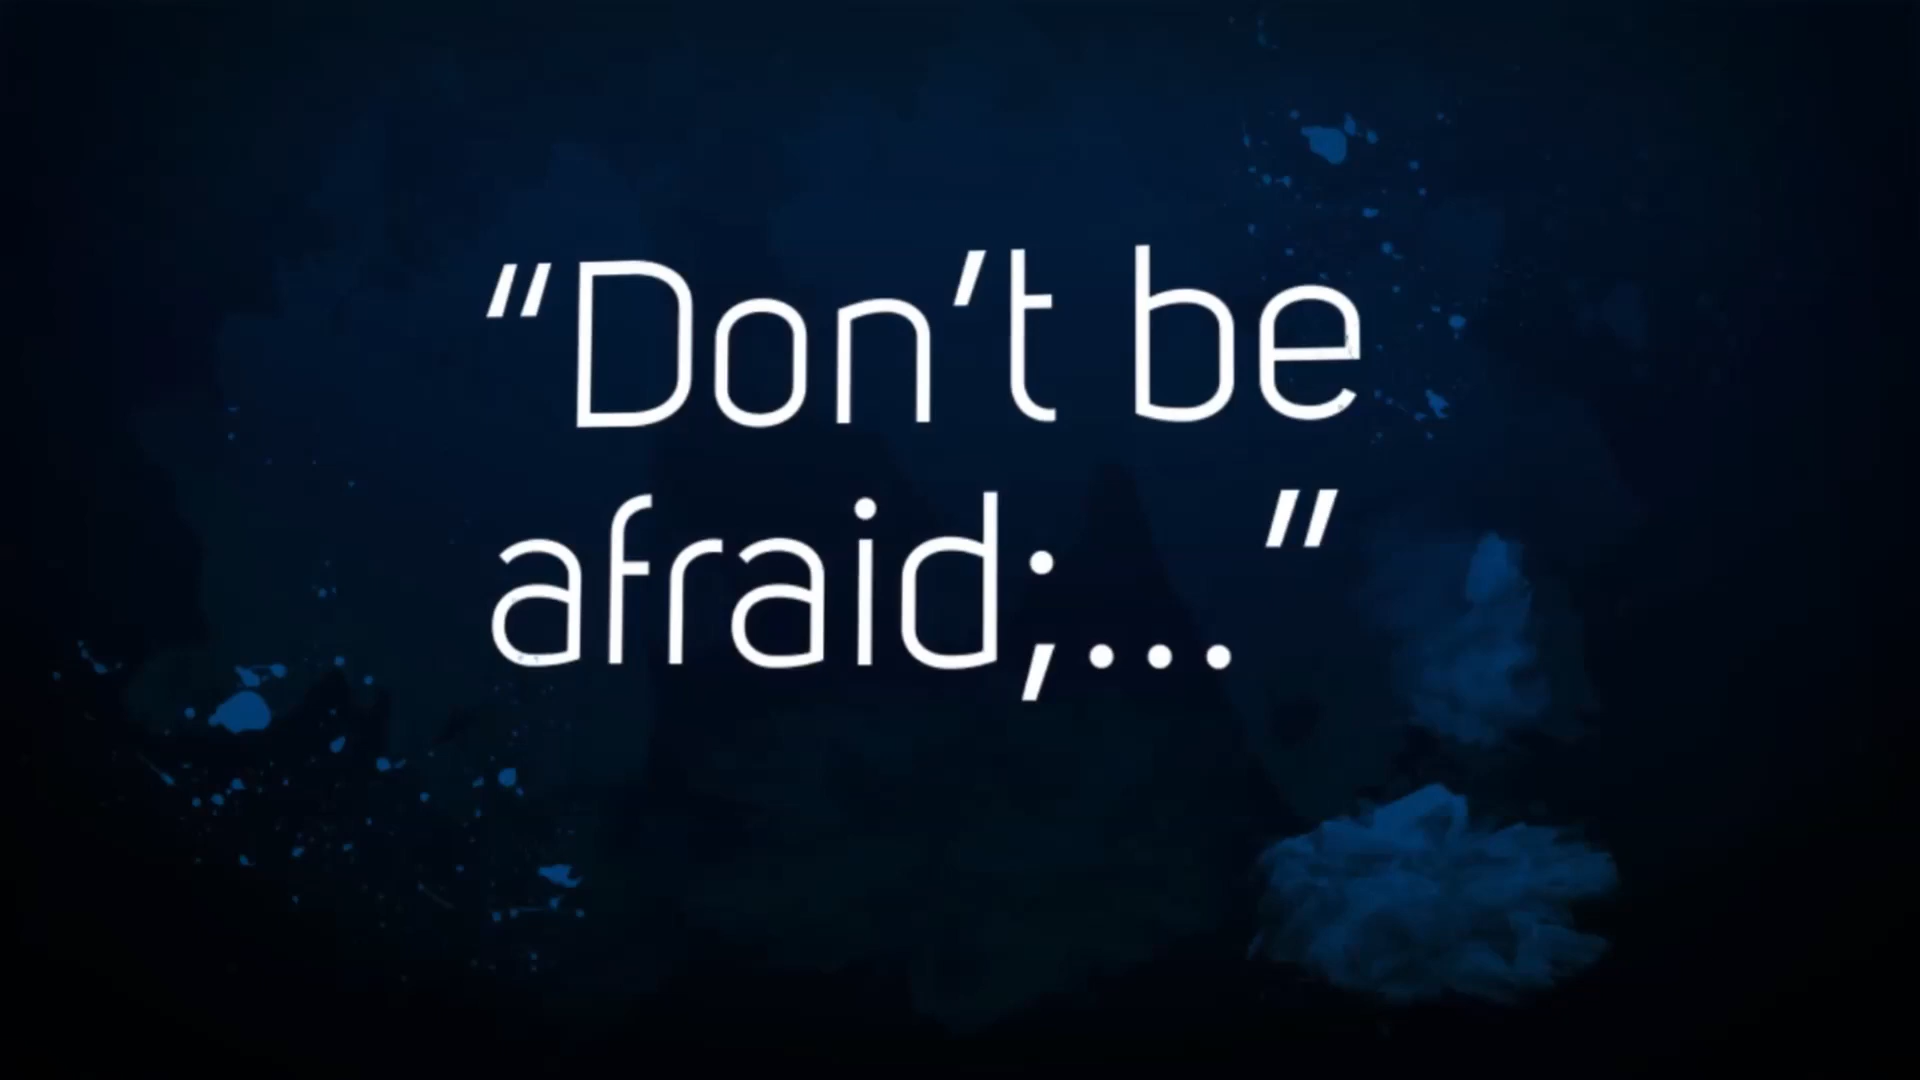 “Don’t be
afraid;... ”